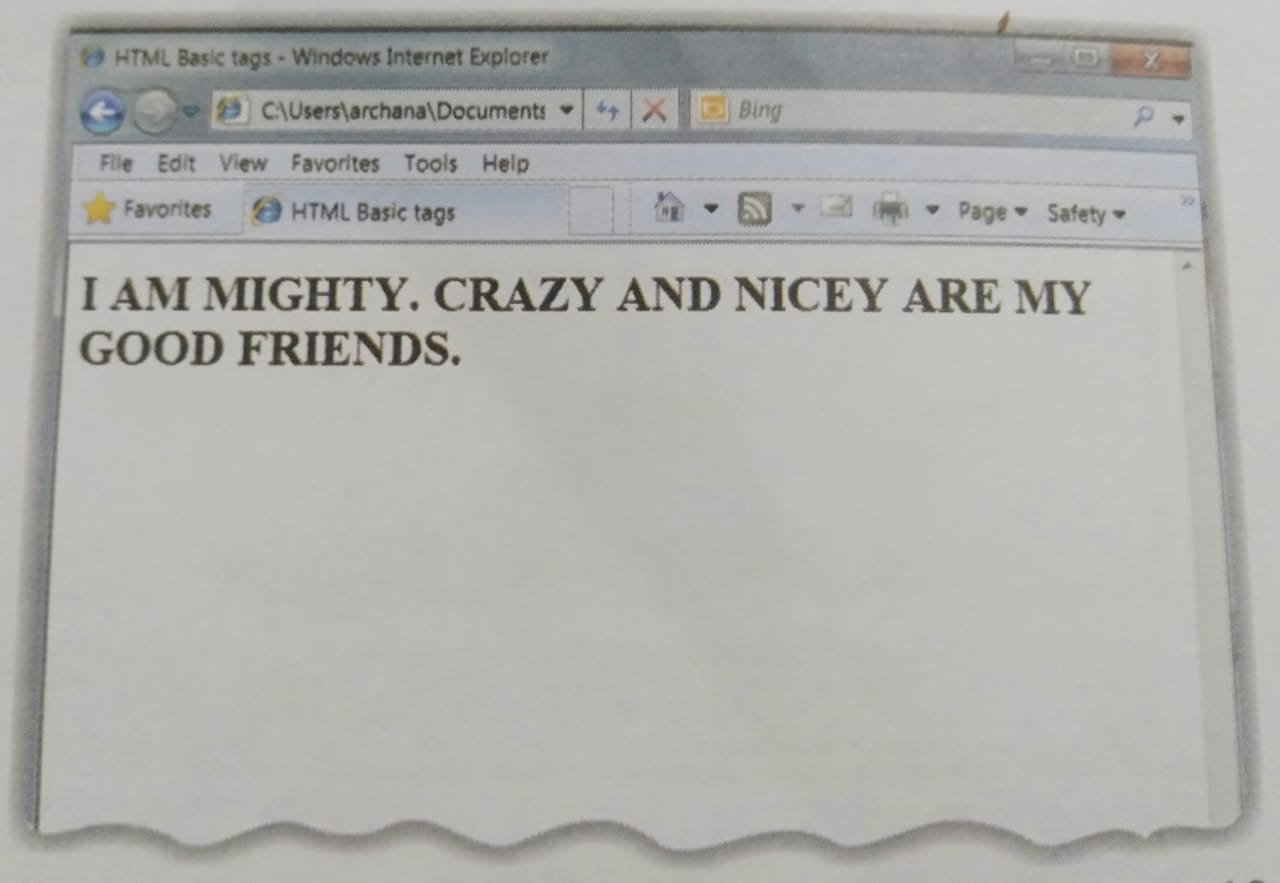 HTML Basic tags - Windows Internet Explorer
C:\Users\archana\Documents Bing
File Edit View Favorites Tools Help
Favorites HTML Basic tags Page Safety
I AM MIGHTY. CRAZY AND NICEY ARE MY
GOOD FRIENDS.